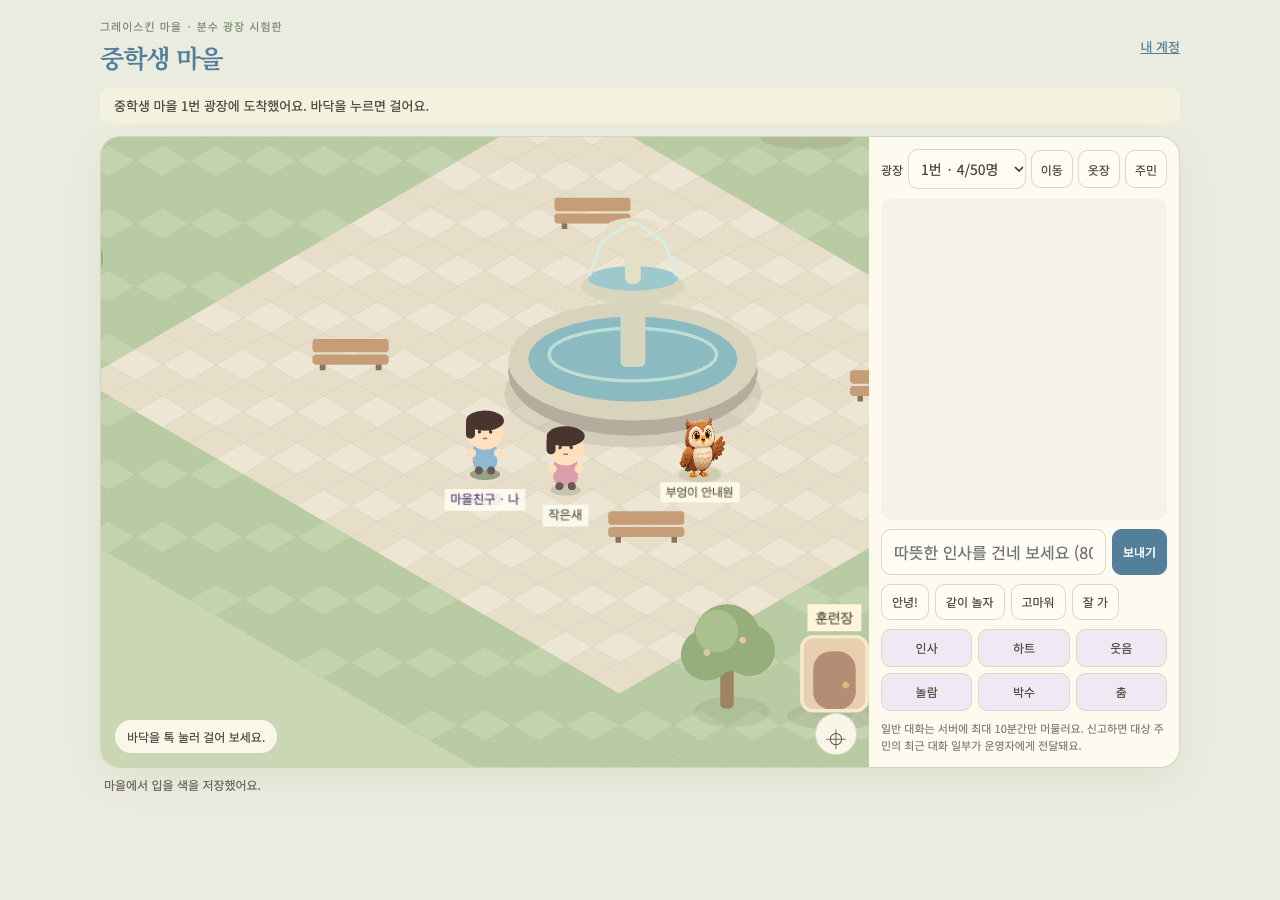 그레이스킨 마을 · 분수 광장 시험판
중학생 마을
내 계정
중학생 마을 1번 광장에 도착했어요. 바닥을 누르면 걸어요.
광장
1번 · 4/50명
이동
옷장
주민
마을친구 · 나
작은새
부엉이 안내원
훈련장
바닥을 톡 눌러 걸어 보세요.
따뜻한 인사를 건네 보세요 (80
보내기
안녕!
같이 놀자
고마워
잘 가
인사
하트
웃음
놀람
박수
춤
일반 대화는 서버에 최대 10분간만 머물러요. 신고하면 대상 주
민의 최근 대화 일부가 운영자에게 전달돼요.
마을에서 입을 색을 저장했어요.